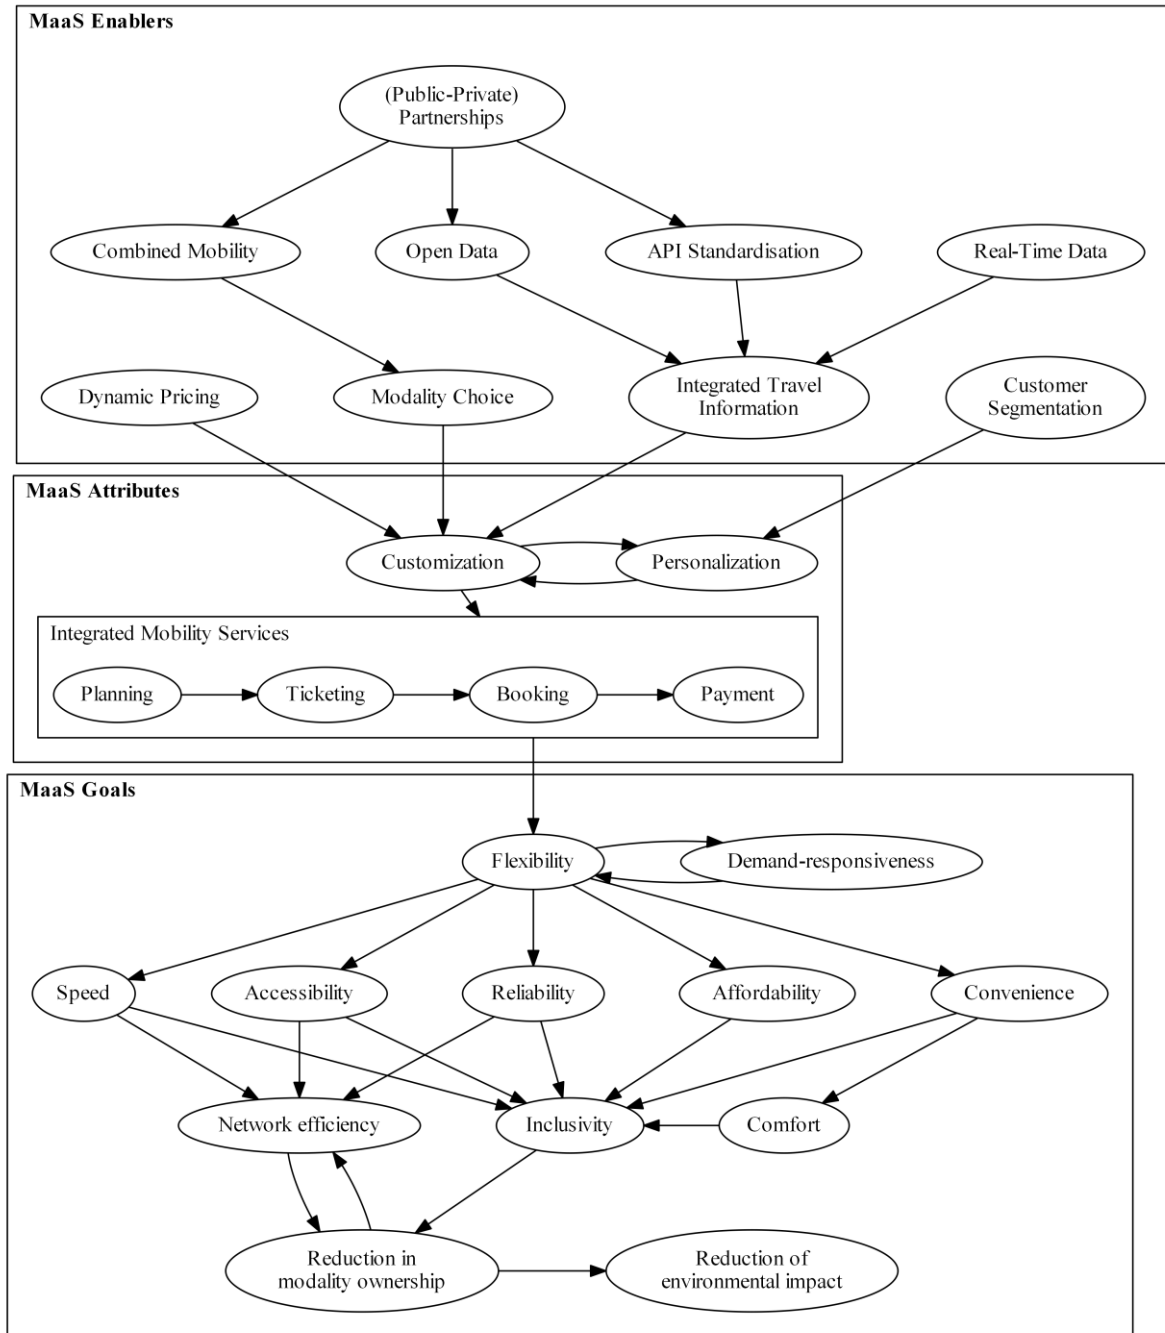 MaaS Enablers
(Public-Private)
Partnerships
Combined Mobility
Open Data
API Standardisation
Real-Time Data
Dynamic Pricing
Modality Choice
Integrated Travel
Information
Customer
Segmentation
MaaS Attributes
Customization
Personalization
Integrated Mobility Services
Planning
Ticketing
Booking
Payment
MaaS Goals
Flexibility
Demand-responsiveness
Speed
Accessibility
Reliability
Affordability
Convenience
Network efficiency
Inclusivity
Comfort
Reduction in
modality ownership
Reduction of
environmental impact